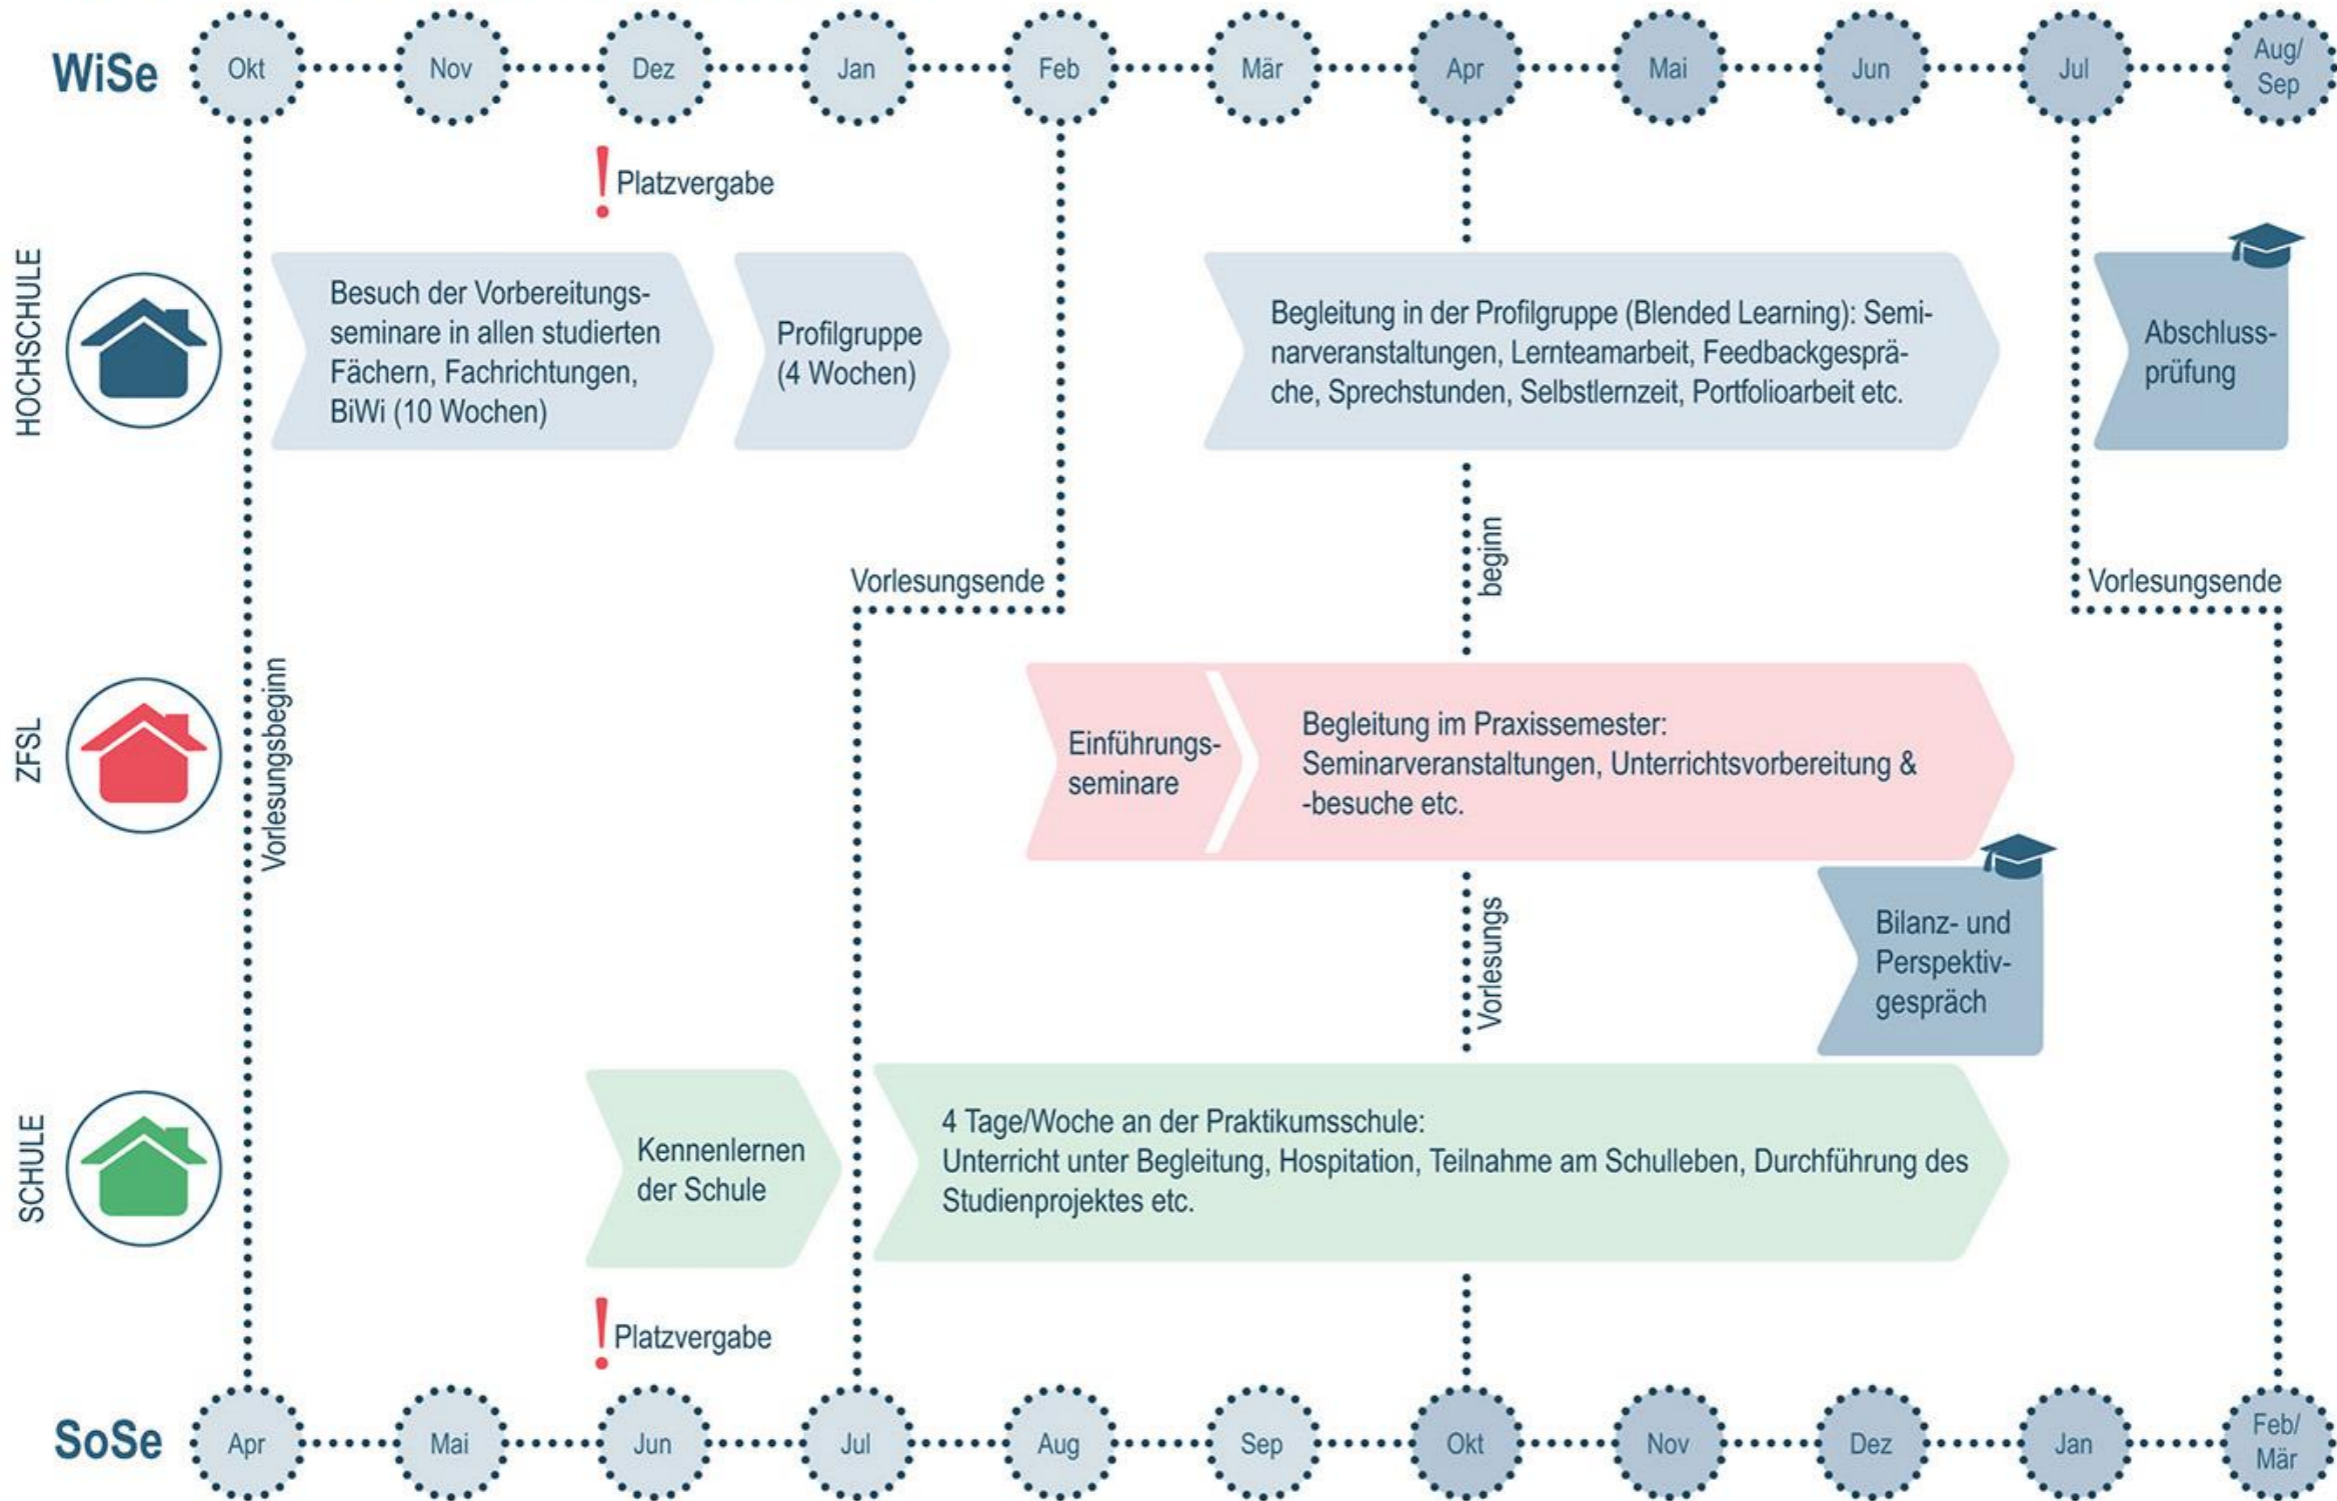 WiSe
Okt
Nov
Dez
Jan
Feb
Mär
Apr
Mai
Jun
Jul
Aug/
Sep
Platzvergabe
HOCHSCHULE
Besuch der Vorbereitungs-
seminare in allen studierten
Fächern, Fachrichtungen,
BiWi (10 Wochen)
Profilgruppe
(4 Wochen)
Begleitung in der Profilgruppe (Blended Learning): Semi-
narveranstaltungen, Lernteamarbeit, Feedbackgesprä-
che, Sprechstunden, Selbstlernzeit, Portfolioarbeit etc.
Abschluss-
prüfung
Vorlesungsende
beginn
Vorlesungsende
ZFSL
Vorlesungsbeginn
Einführungs-
seminare
Begleitung im Praxissemester:
Seminarveranstaltungen, Unterrichtsvorbereitung &
-besuche etc.
Vorlesungs
Bilanz- und
Perspektiv-
gespräch
SCHULE
Kennenlernen
der Schule
4 Tage/Woche an der Praktikumsschule:
Unterricht unter Begleitung, Hospitation, Teilnahme am Schulleben, Durchführung des
Studienprojektes etc.
Platzvergabe
SoSe
Apr
Mai
Jun
Jul
Aug
Sep
Okt
Nov
Dez
Jan
Feb/
Mär